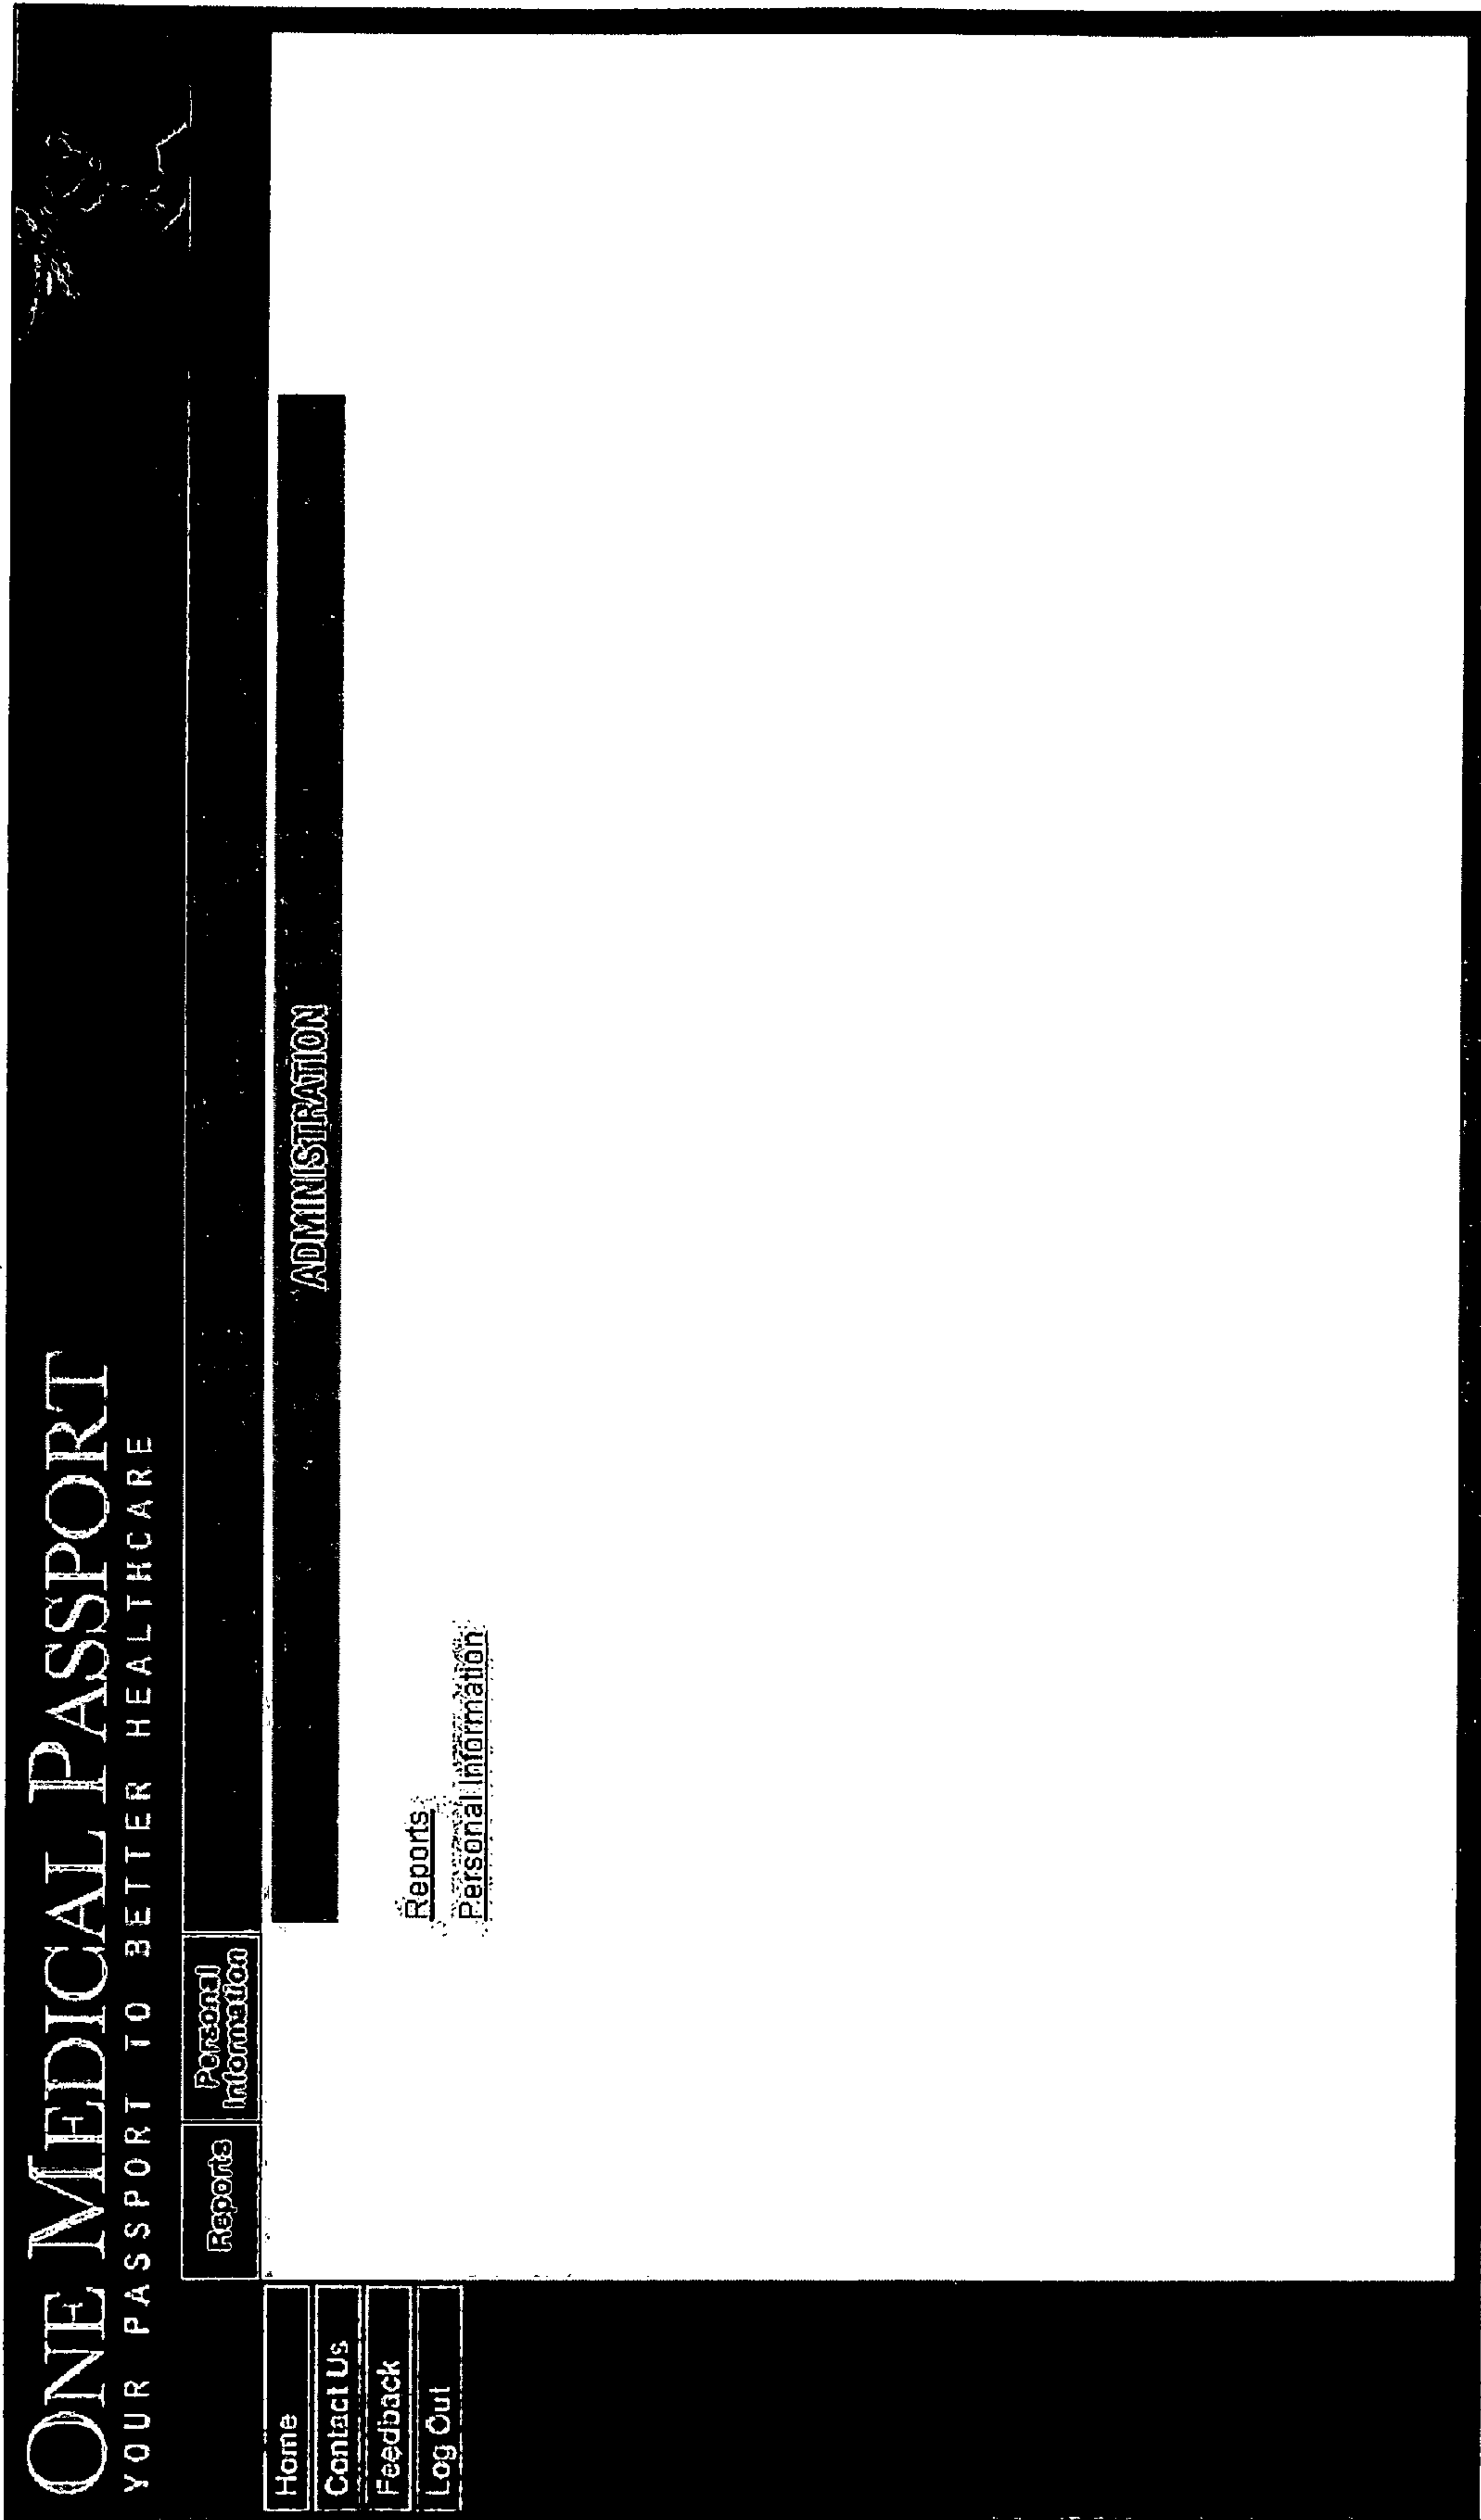 ONE MEDICAL PASSPORT
YOUR PASSPORT TO BETTER HEALTHCARE
Reports
Personal
Information
Home
Contact Us
Feedback
Log Out
ADMINISTRATION
Reports
Personal Information